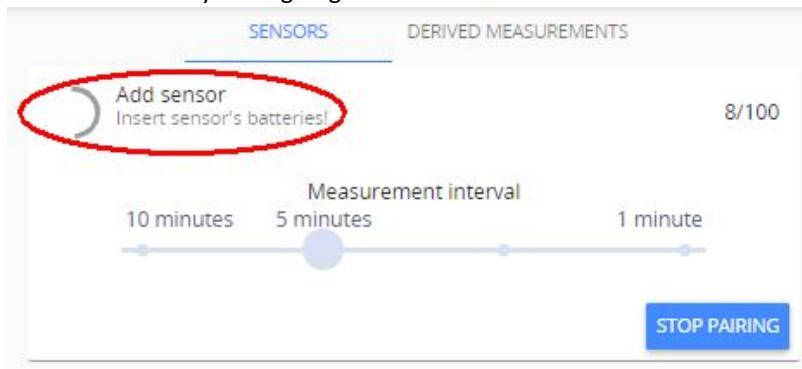 SENSORS DERIVED MEASUREMENTS
Add sensor
Insert sensor's batteries!
8/100
Measurement interval
10 minutes 5 minutes 1 minute
STOP PAIRING